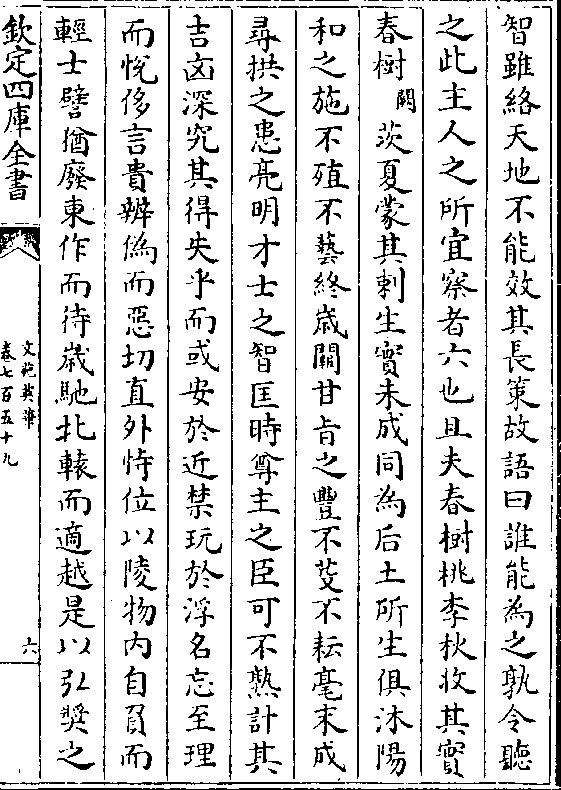 智雖絡天地不能效其長策故語曰誰能為之孰令聽
之此主人之所宜察者六也且夫春樹桃李秋收其實
春樹闕茨夏蒙其刺生實未成同為后土所生俱沐陽
和之施不殖不藝終歳闕甘旨之豐不芟不耘毫末成
尋拱之患亮明才士之智匡時尊主之臣可不熟計其
吉凶深究其得失乎而或安於近禁玩於浮名忘至理
而悅侈言貴辨偽而惡切直外恃位以陵物内自負而
輕士譬猶廢東作而待歳馳北轅而適越是以弘奬之
欽定四庫全書
文苑英華
卷七百五十九
六